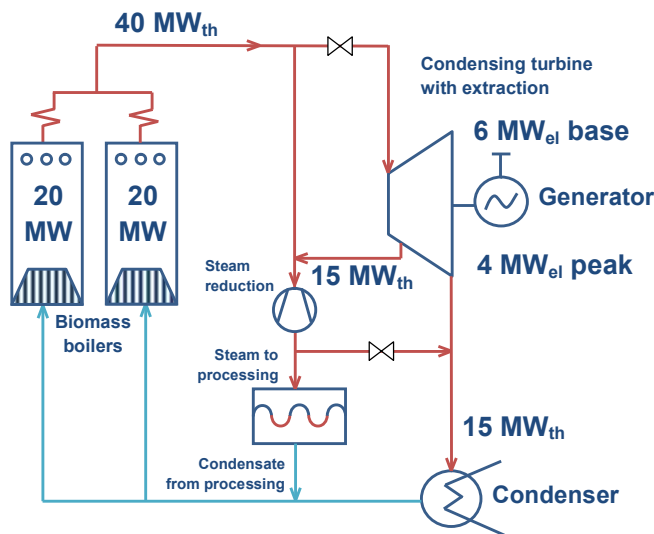 40 MWth
Condensing turbine
with extraction
6 MWel base
20
MW
20
MW
Generator
Steam
reduction
15 MWth
4 MWel peak
Biomass
boilers
Steam to
processing
15 MWth
Condensate
from processing
Condenser